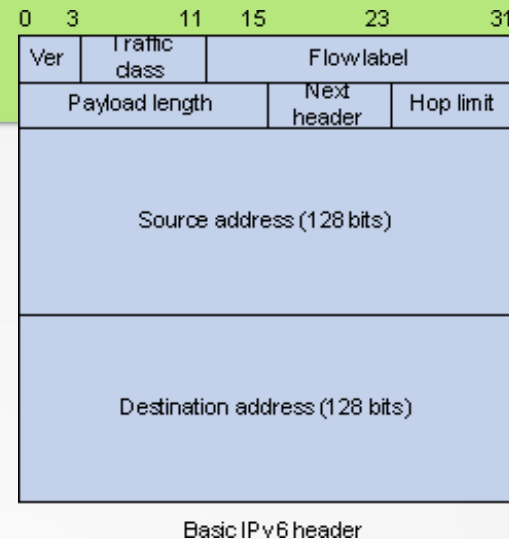 0 3 11 15 23 31
Ver Traffic class Flow label
Payload length Next header Hop limit
Source address (128 bits)
Destination address (128 bits)
Basic IPv6 header